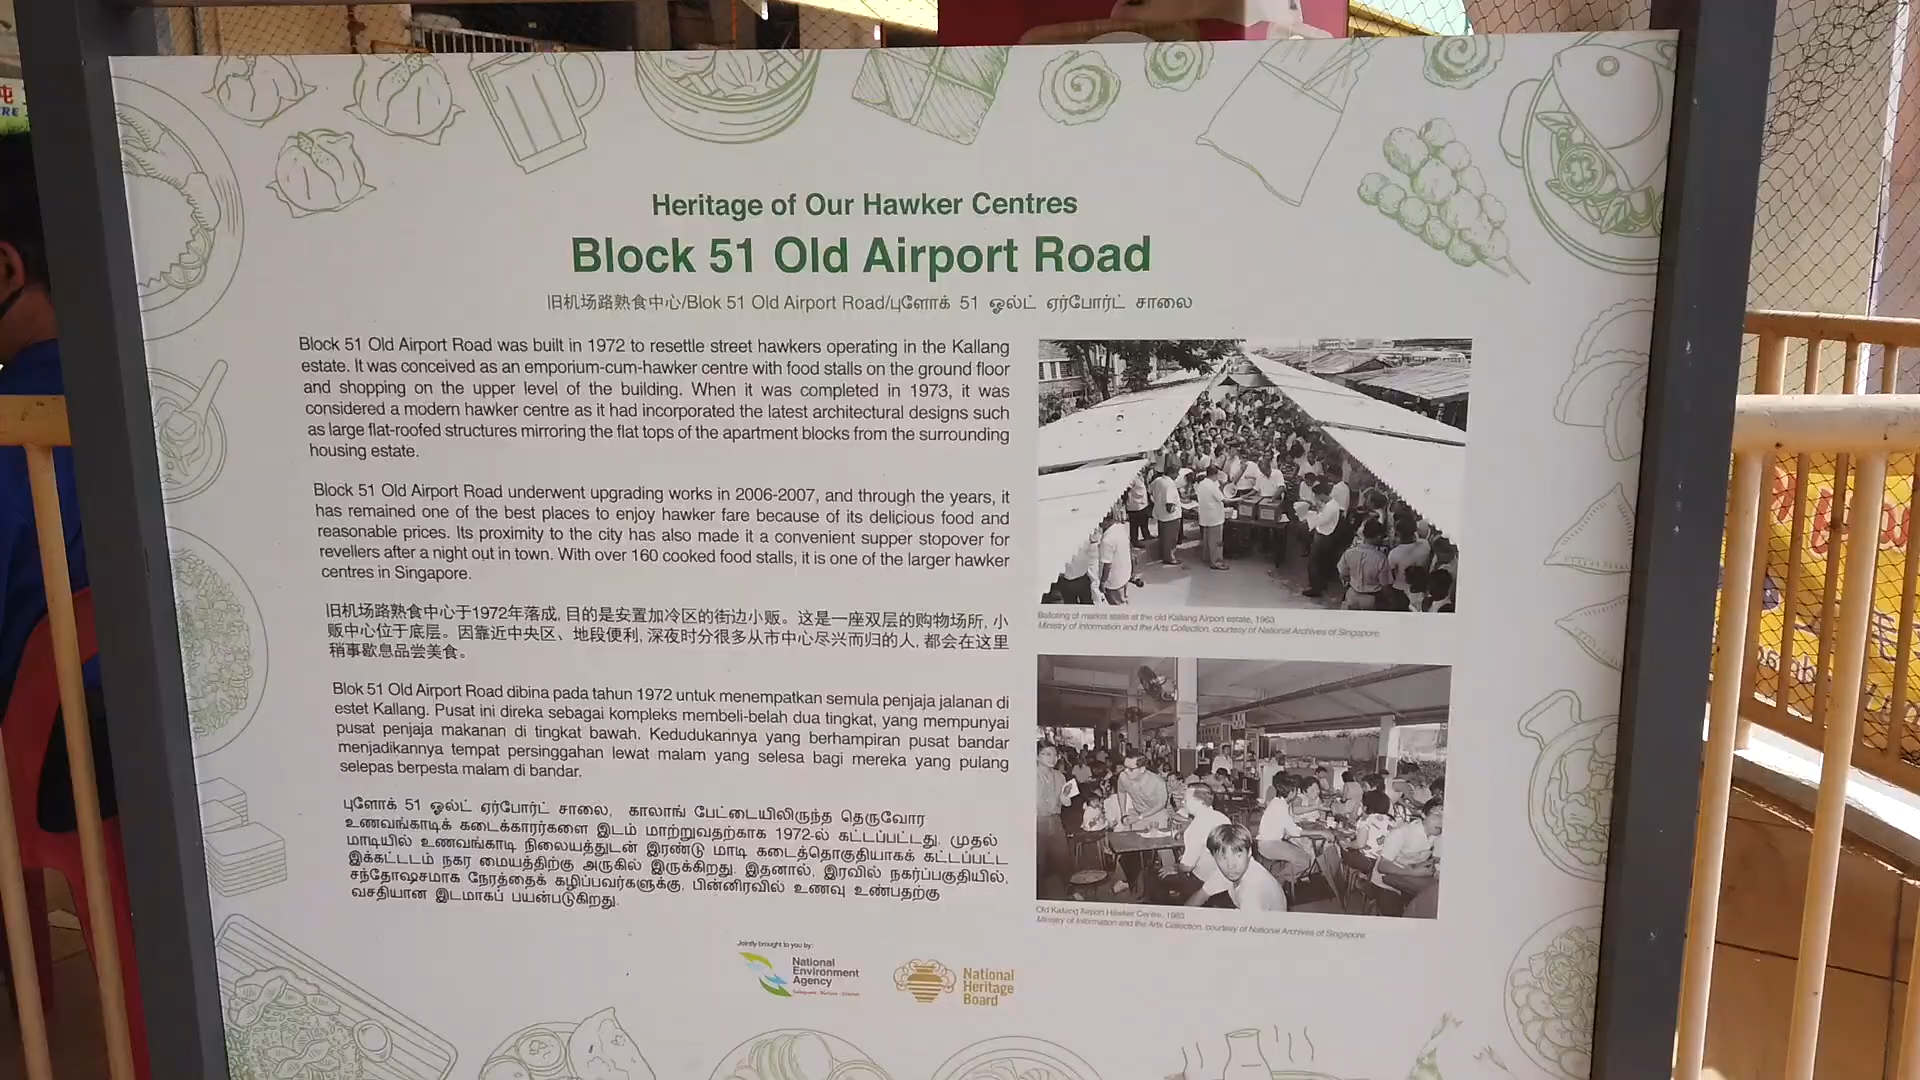 Heritage of Our Hawker Centres
Block 51 Old Airport Road
旧机场路熟食中心/Blok 51 Old Airport Road/புளோக் 51 ஓல்ட் ஏர்போர்ட் சாலை
Block 51 Old Airport Road was built in 1972 to resettle street hawkers operating in the Kallang
estate. It was conceived as an emporium-cum-hawker centre with food stalls on the ground floor
and shopping on the upper level of the building. When it was completed in 1973, it was
considered a modern hawker centre as it had incorporated the latest architectural designs such
as large flat-roofed structures mirroring the flat tops of the apartment blocks from the surrounding
housing estate.
Block 51 Old Airport Road underwent upgrading works in 2006-2007, and through the years, it
has remained one of the best places to enjoy hawker fare because of its delicious food and
reasonable prices. Its proximity to the city has also made it a convenient supper stopover for
revellers after a night out in town. With over 160 cooked food stalls, it is one of the larger hawker
centres in Singapore.
旧机场路熟食中心于1972年落成, 目的是安置加冷区的街边小贩。这是一座双层的购物场所, 小
贩中心位于底层。因靠近中央区、地段便利, 深夜时分很多从市中心尽兴而归的人, 都会在这里
稍事歇息品尝美食。
Blok 51 Old Airport Road dibina pada tahun 1972 untuk menempatkan semula penjaja jalanan di
estet Kallang. Pusat ini direka sebagai kompleks membeli-belah dua tingkat, yang mempunyai
pusat penjaja makanan di tingkat bawah. Kedudukannya yang berhampiran pusat bandar
menjadikannya tempat persinggahan lewat malam yang selesa bagi mereka yang pulang
selepas berpesta malam di bandar.
புளோக் 51 ஓல்ட் ஏர்போர்ட் சாலை, காலாங் பேட்டையிலிருந்த தெருவோர
உணவங்காடிக் கடைக்காரர்களை இடம் மாற்றுவதற்காக 1972-ல் கட்டப்பட்டது. முதல்
மாடியில் உணவங்காடி நிலையத்துடன் இரண்டு மாடி கடைத்தொகுதியாகக் கட்டப்பட்ட
இக்கட்டடம் நகர மையத்திற்கு அருகில் இருக்கிறது. இதனால், இரவில் நகர்ப்பகுதியில்,
சந்தோஷமாக நேரத்தைக் கழிப்பவர்களுக்கு, பின்னிரவில் உணவு உண்பதற்கு
வசதியான இடமாகப் பயன்படுகிறது.
Balloting of market stalls at the old Kallang Airport estate, 1963
Ministry of Information and the Arts Collection, courtesy of National Archives of Singapore
Old Kallang Airport Hawker Centre, 1983
Ministry of Information and the Arts Collection, courtesy of National Archives of Singapore
Jointly brought to you by:
National
Environment
Agency
National
Heritage
Board